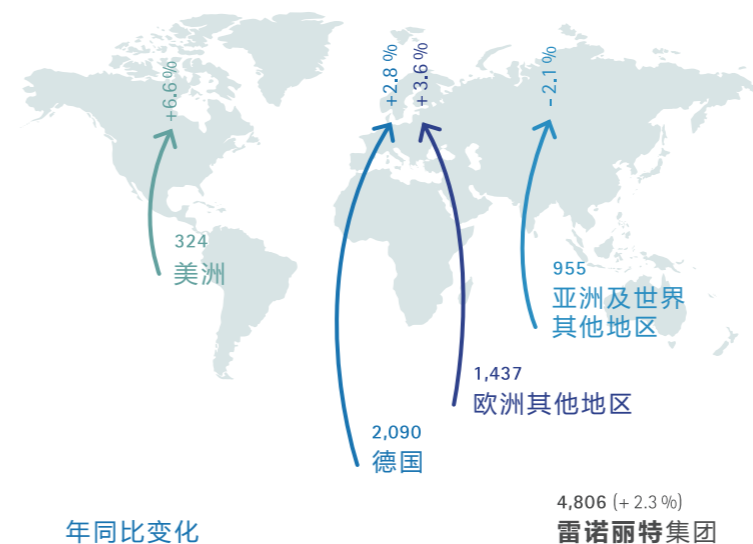 +6.6 %
+2.8 %
+ 3.6 %
- 2.1 %
324
美洲
955
亚洲及世界
其他地区
1,437
欧洲其他地区
2,090
德国
4,806 (+ 2.3 %)
年同比变化
雷诺丽特集团